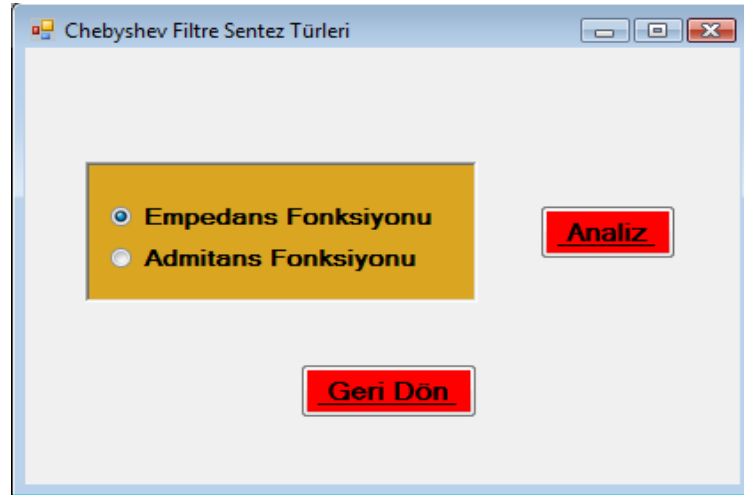 Chebyshev Filtre Sentez Türleri
Empedans Fonksiyonu
Admitans Fonksiyonu
Analiz
Geri Dön